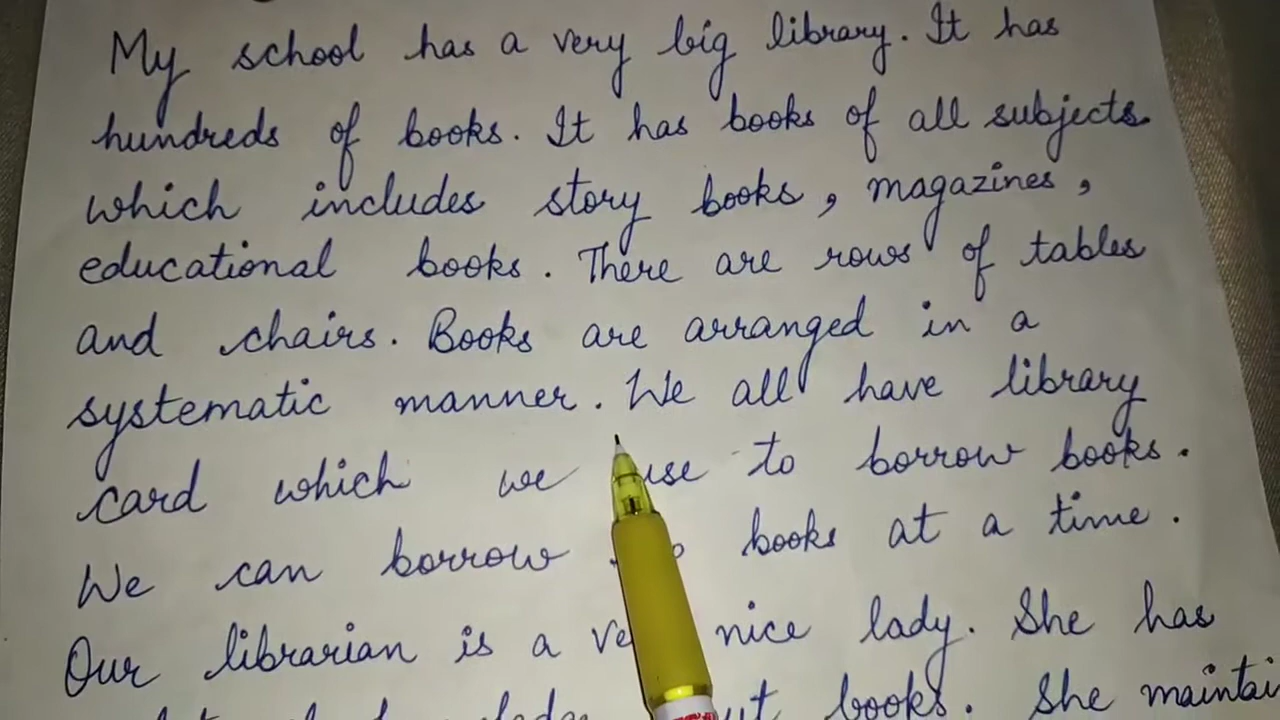 My school has a very big library. It has
hundreds of books. It has books of all subjects.
which includes story books, magazines,
educational books. There are rows of tables
and chairs. Books are arranged in a
systematic manner. We all have library
card which we use to borrow books.
We can borrow books at a time.
Our librarian is a nice lady. She has
books. She